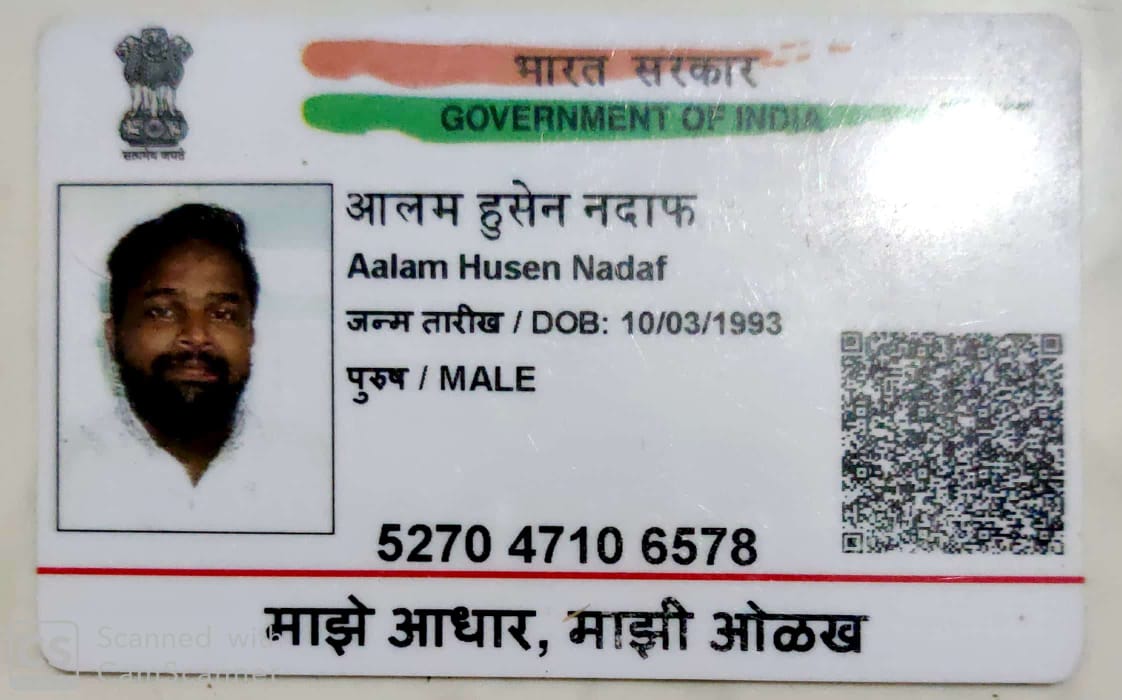 भारत सरकार
GOVERNMENT OF INDIA
सत्यमेव जयते
आलम हुसेन नदाफ
Aalam Husen Nadaf
जन्म तारीख / DOB: 10/03/1993
पुरुष / MALE
5270 4710 6578
माझे आधार, माझी ओळख
CS Scanned with
CamScanner